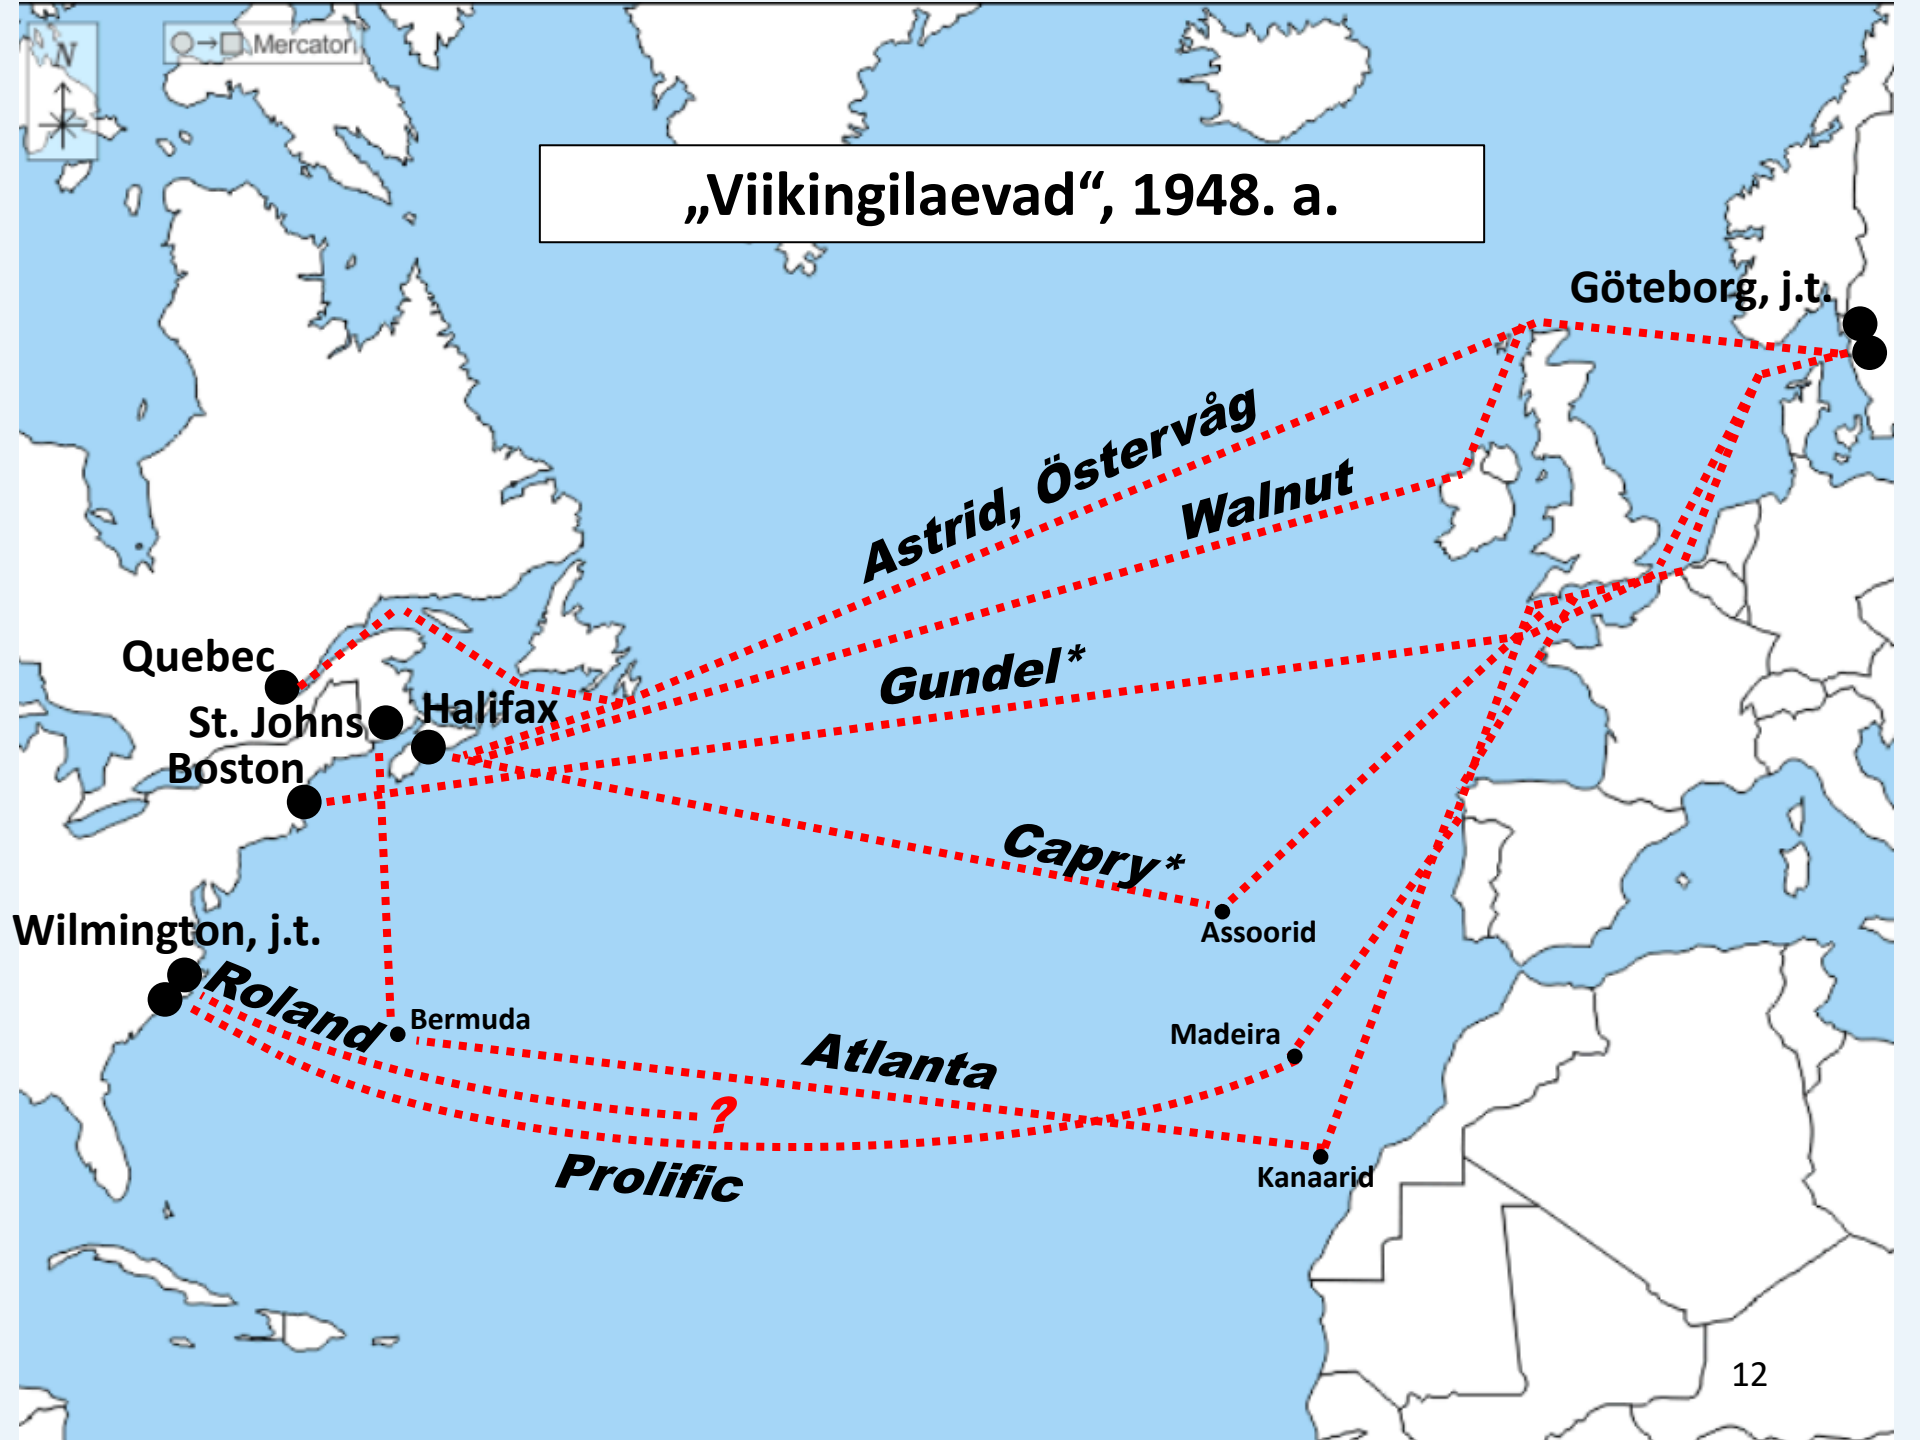 N
Mercator
„Viikingilaevad“, 1948. a.
Göteborg, j.t.
Astrid, Östervåg
Walnut
Quebec
Gundel*
St. Johns
Halifax
Boston
Capry*
Assoorid
Wilmington, j.t.
Roland
Bermuda
Madeira
Atlanta
?
Prolific
Kanaarid
12